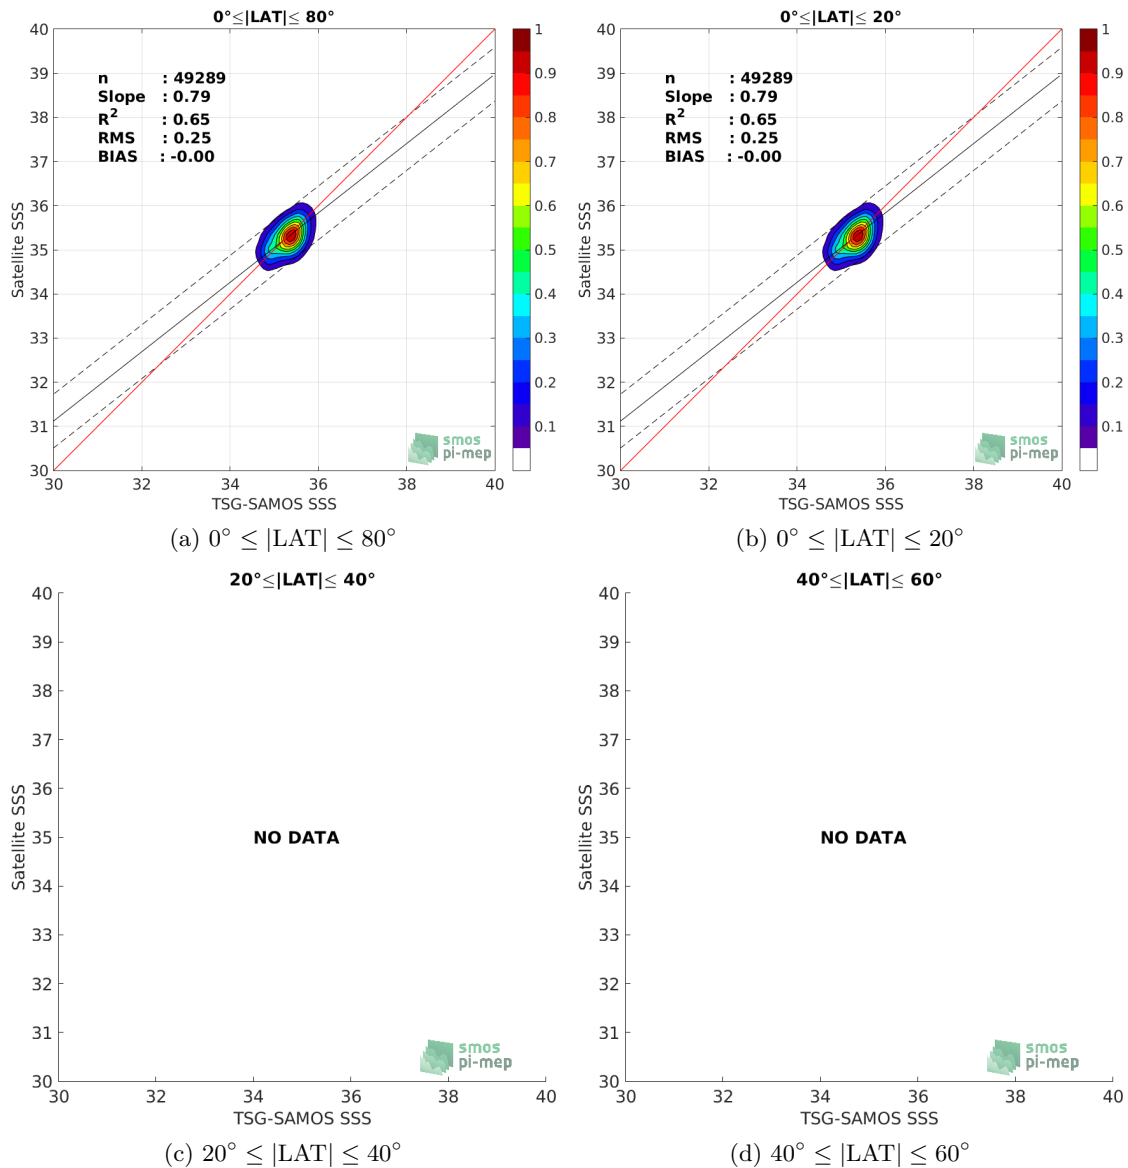 0°≤|LAT|≤ 80°
40
39
38
37
36
35
34
33
32
31
30
Satellite SSS
n : 49289
Slope : 0.79
R2 : 0.65
RMS : 0.25
BIAS : -0.00
smos
pi-mep
30 32 34 36 38 40
TSG-SAMOS SSS
1
0.9
0.8
0.7
0.6
0.5
0.4
0.3
0.2
0.1
(a) 0° ≤ |LAT| ≤ 80°
0°≤|LAT|≤ 20°
40
39
38
37
36
35
34
33
32
31
30
Satellite SSS
n : 49289
Slope : 0.79
R2 : 0.65
RMS : 0.25
BIAS : -0.00
smos
pi-mep
30 32 34 36 38 40
TSG-SAMOS SSS
1
0.9
0.8
0.7
0.6
0.5
0.4
0.3
0.2
0.1
(b) 0° ≤ |LAT| ≤ 20°
20°≤|LAT|≤ 40°
40
39
38
37
36
35
34
33
32
31
30
Satellite SSS
NO DATA
smos
pi-mep
30 32 34 36 38 40
TSG-SAMOS SSS
(c) 20° ≤ |LAT| ≤ 40°
40°≤|LAT|≤ 60°
40
39
38
37
36
35
34
33
32
31
30
Satellite SSS
NO DATA
smos
pi-mep
30 32 34 36 38 40
TSG-SAMOS SSS
(d) 40° ≤ |LAT| ≤ 60°